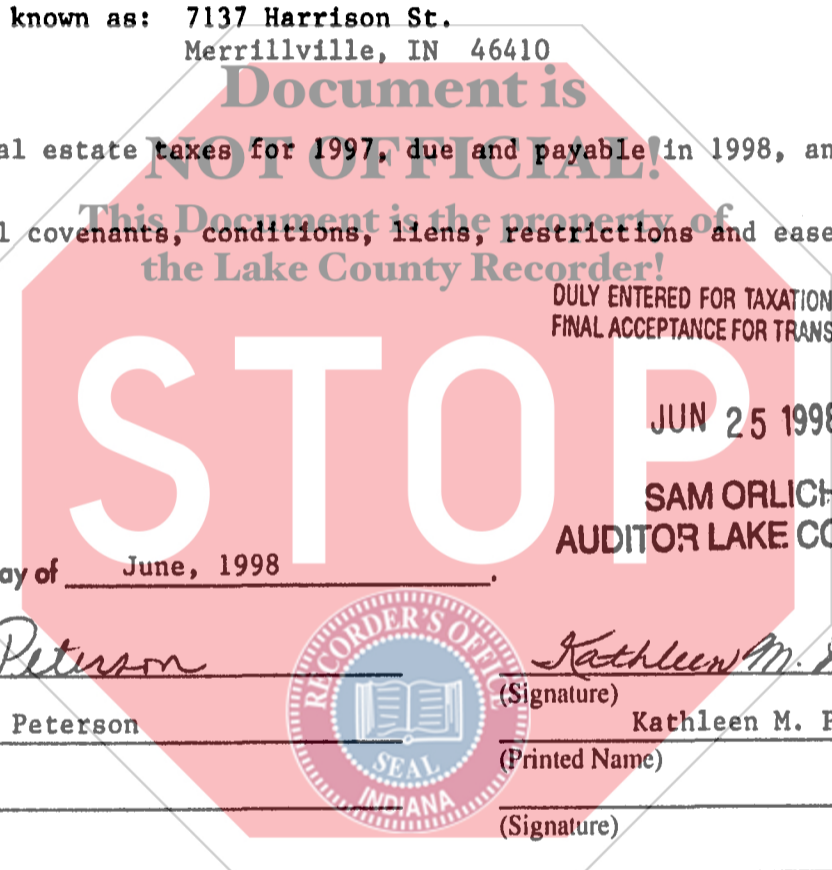 known as: 7137 Harrison St.
Merrillville, IN 46410
Document is
NOT OFFICIAL!
al estate taxes for 1997, due and payable in 1998, an
This Document is the property of
l covenants, conditions, liens, restrictions and ease
the Lake County Recorder!
DULY ENTERED FOR TAXATION
FINAL ACCEPTANCE FOR TRANS
STOP
JUN 25 1998
SAM ORLICH
AUDITOR LAKE CO
ay of June, 1998.
RECORDER'S OFFICE
Peterson
Kathleen M.
(Signature)
Peterson
Kathleen M. P
(Printed Name)
SEAL
INDIANA
(Signature)